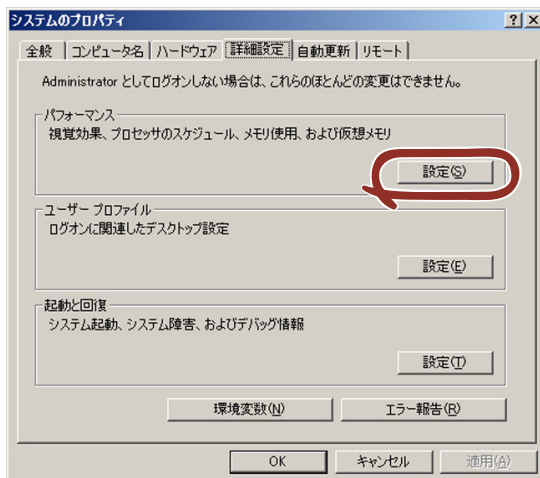 システムのプロパティ
全般 コンピュータ名 ハードウェア 詳細設定 自動更新 リモート
Administrator としてログオンしない場合は、これらのほとんどの変更はできません。
パフォーマンス
視覚効果、プロセッサのスケジュール、メモリ使用、および仮想メモリ
設定(S)
ユーザー プロファイル
ログオンに関連したデスクトップ設定
設定(E)
起動と回復
システム起動、システム障害、およびデバッグ情報
設定(T)
環境変数(N) エラー報告(R)
OK キャンセル 適用(A)